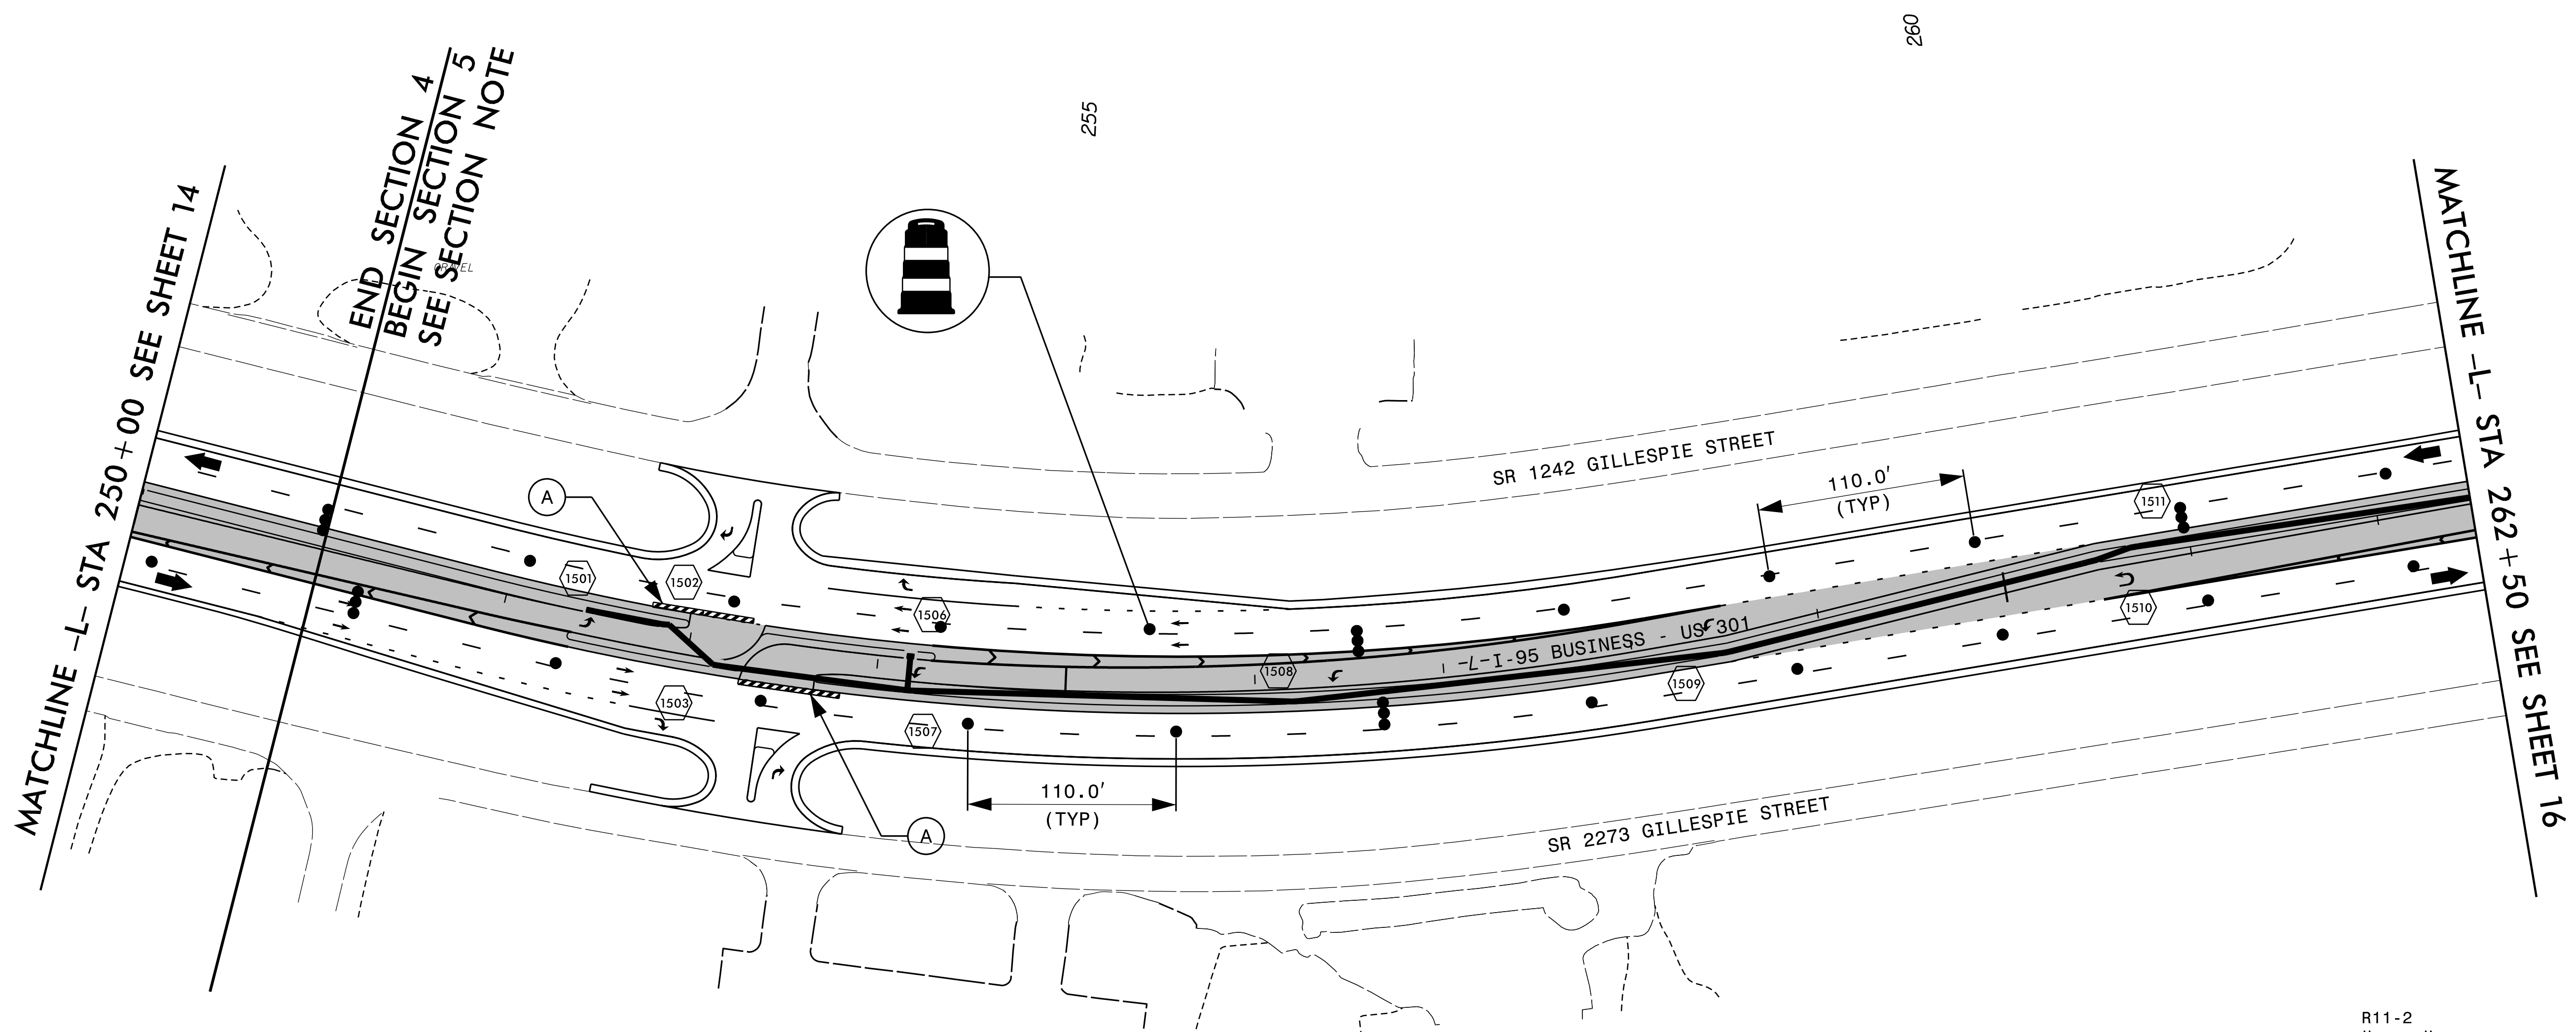 260
255
END SECTION 4
BEGIN SECTION 5
SEE SECTION NOTE
GRAVEL
MATCHLINE -L- STA 250+00 SEE SHEET 14
MATCHLINE -L- STA 262+50 SEE SHEET 16
SR 1242 GILLESPIE STREET
110.0'
(TYP)
1511
A
1501
1502
1506
-L-I-95 BUSINESS - US 301
1508
1510
1509
1503
1507
110.0'
(TYP)
A
SR 2273 GILLESPIE STREET
R11-2